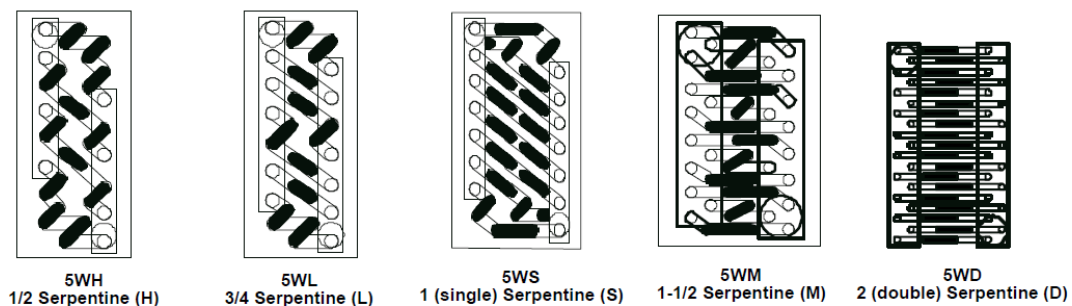 5WH
1/2 Serpentine (H)
5WL
3/4 Serpentine (L)
5WS
1 (single) Serpentine (S)
5WM
1-1/2 Serpentine (M)
5WD
2 (double) Serpentine (D)